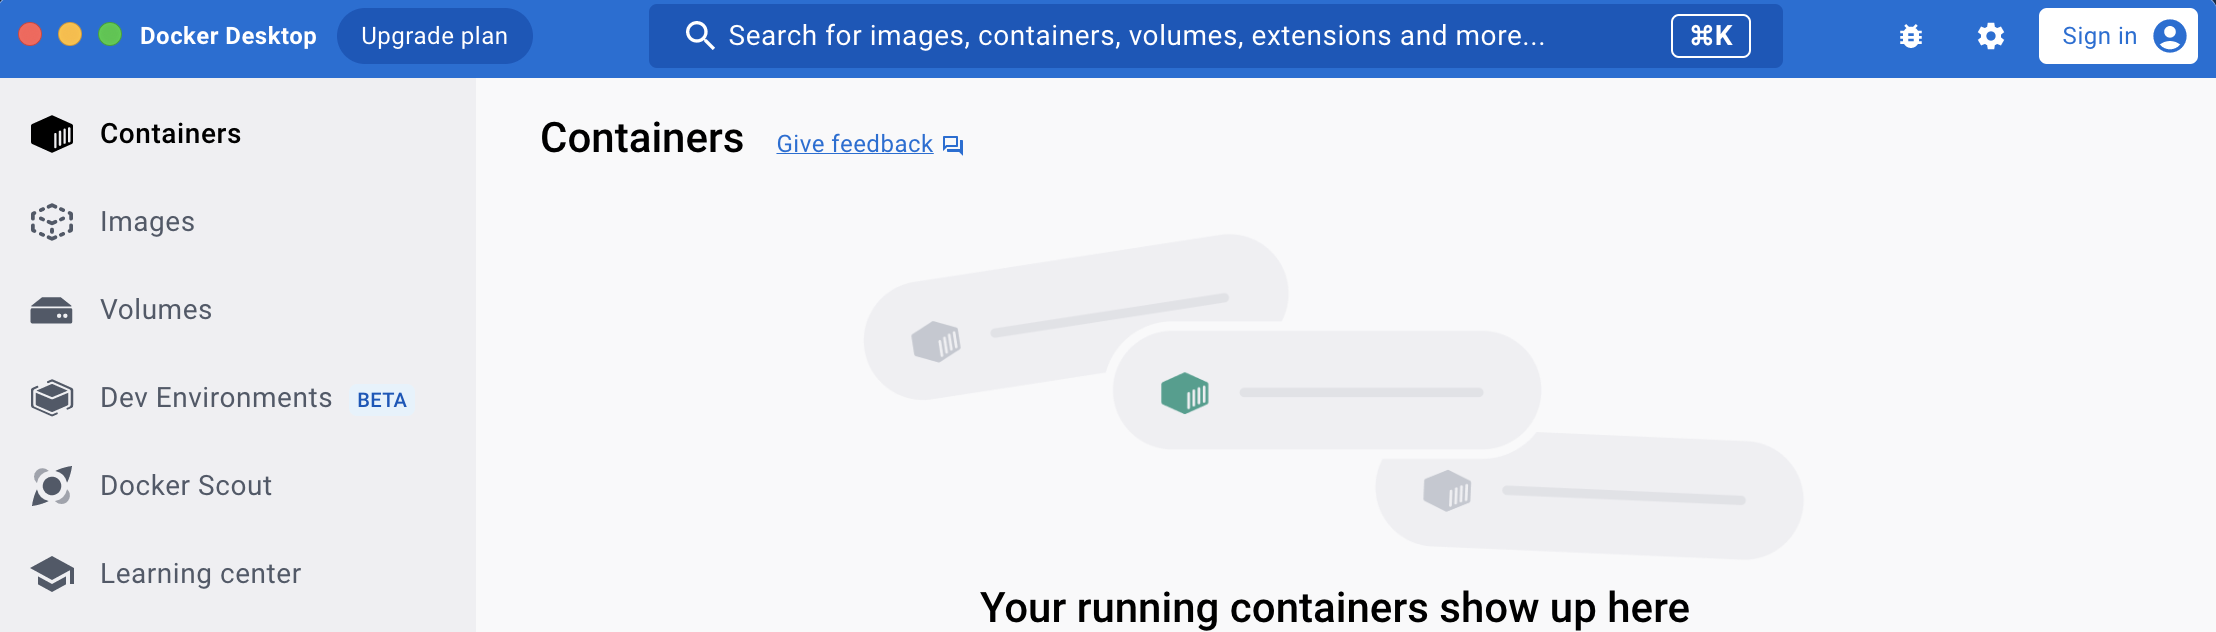 Docker Desktop
Upgrade plan
Search for images, containers, volumes, extensions and more...
⌘K
Sign in
Containers
Images
Volumes
Dev Environments BETA
Docker Scout
Learning center
Containers
Give feedback
Your running containers show up here